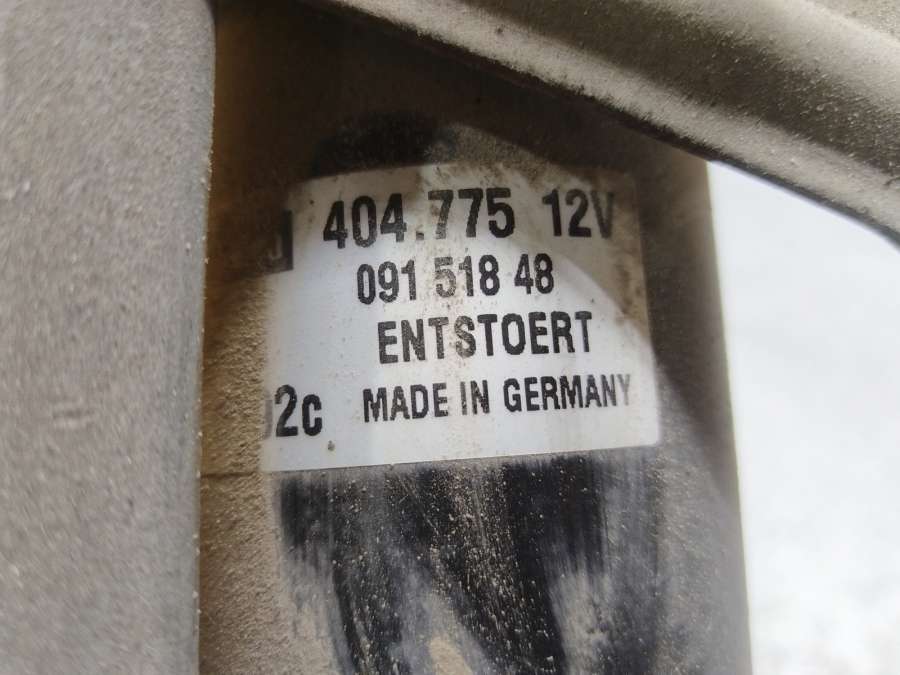 404.775 12V
091 518 48
ENTSTOERT
2c MADE IN GERMANY